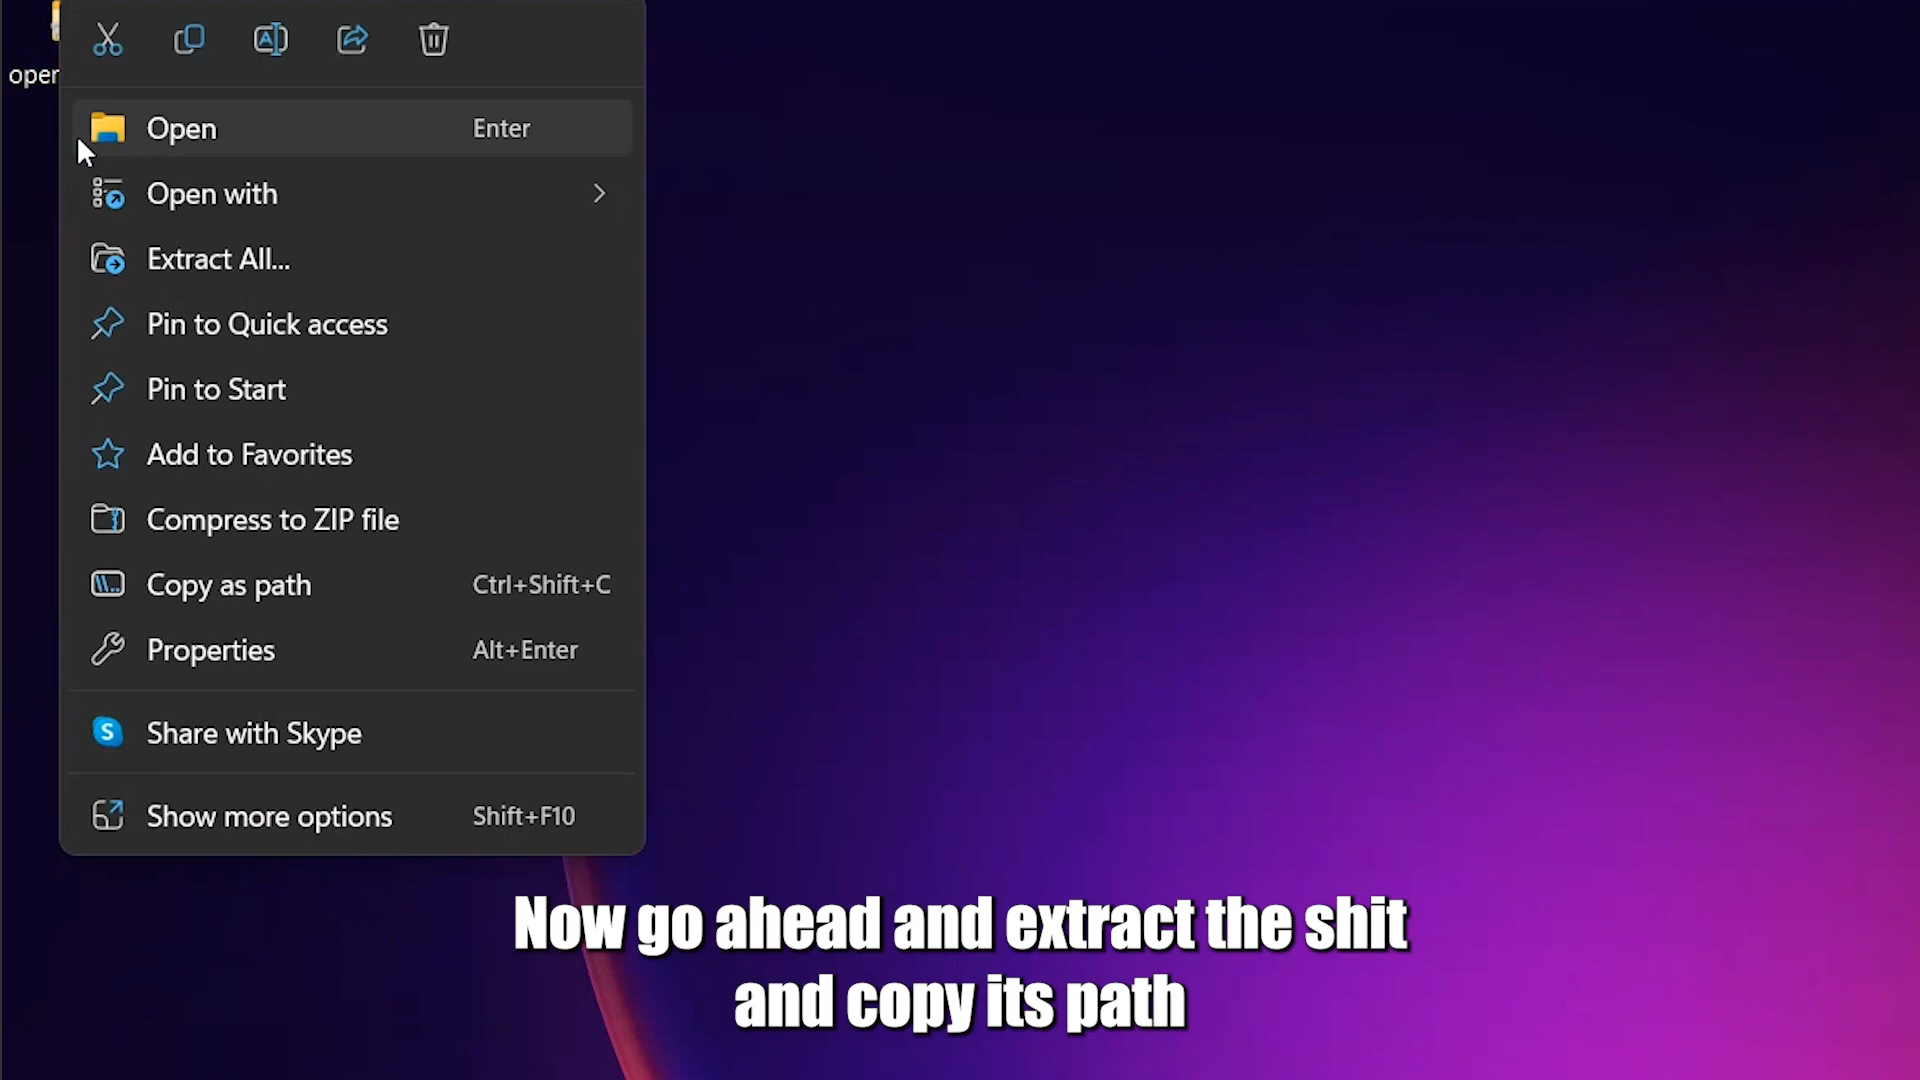 Open Enter
Open with
Extract All...
Pin to Quick access
Pin to Start
Add to Favorites
Compress to ZIP file
Copy as path Ctrl+Shift+C
Properties Alt+Enter
Share with Skype
Show more options Shift+F10
Now go ahead and extract the shit
and copy its path